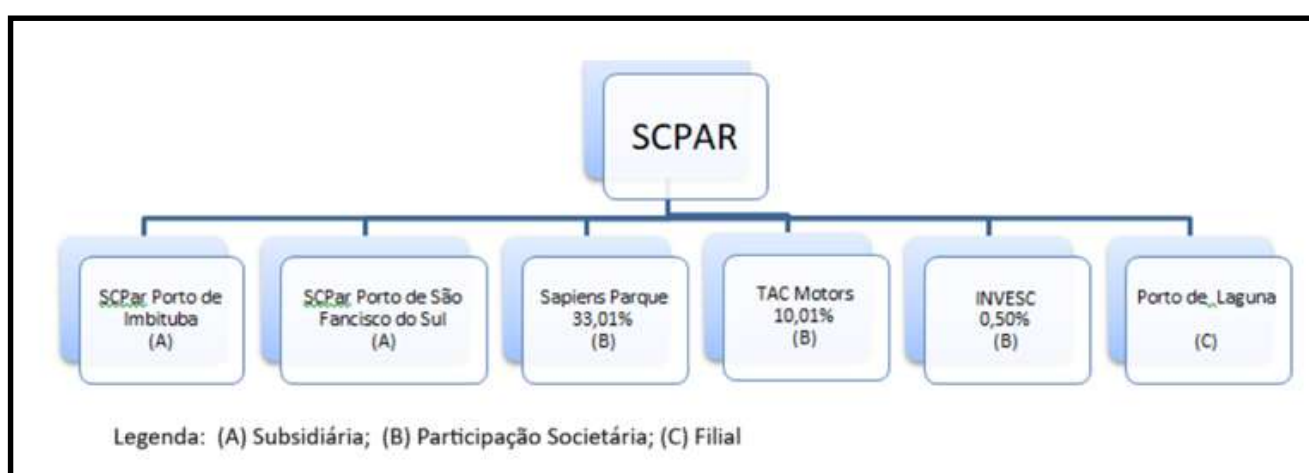 SCPAR
SCPar Porto de
Imbituba
(A)
SCPar Porto de São
Fancisco do Sul
(A)
Sapiens Parque
33,01%
(B)
TAC Motors
10,01%
(B)
INVESC
0,50%
(B)
Porto de Laguna
(C)
Legenda: (A) Subsidiária; (B) Participação Societária; (C) Filial